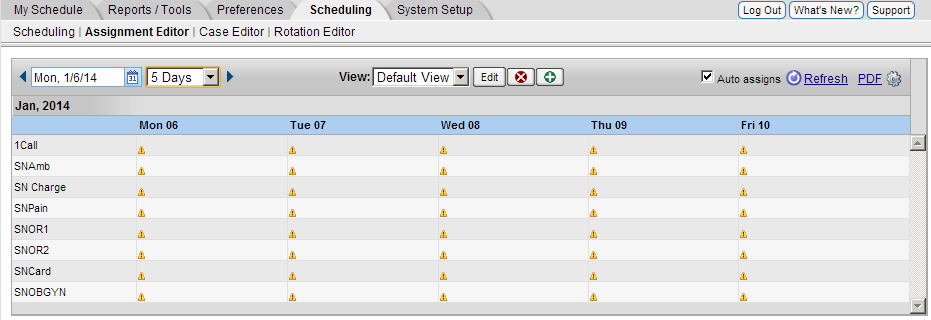 My Schedule Reports / Tools Preferences Scheduling System Setup Log Out What's New? Support
Scheduling | Assignment Editor | Case Editor | Rotation Editor
Mon, 1/6/14 31 5 Days View: Default View Edit Auto assigns Refresh PDF
Jan, 2014
Mon 06 Tue 07 Wed 08 Thu 09 Fri 10
1Call
SNAmb
SN Charge
SNPain
SNOR1
SNOR2
SNCard
SNOBGYN